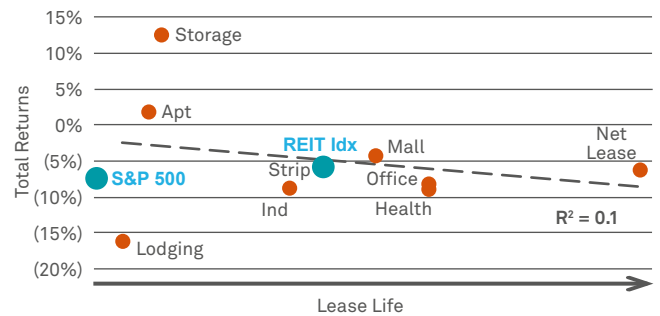 15%
Storage
10%
5%
Apt
0%
Total Returns
REIT Idx
Mall
Net
Lease
(5%)
Strip
Office
S&P 500
(10%)
Ind
Health
R² = 0.1
(15%)
Lodging
(20%)
Lease Life